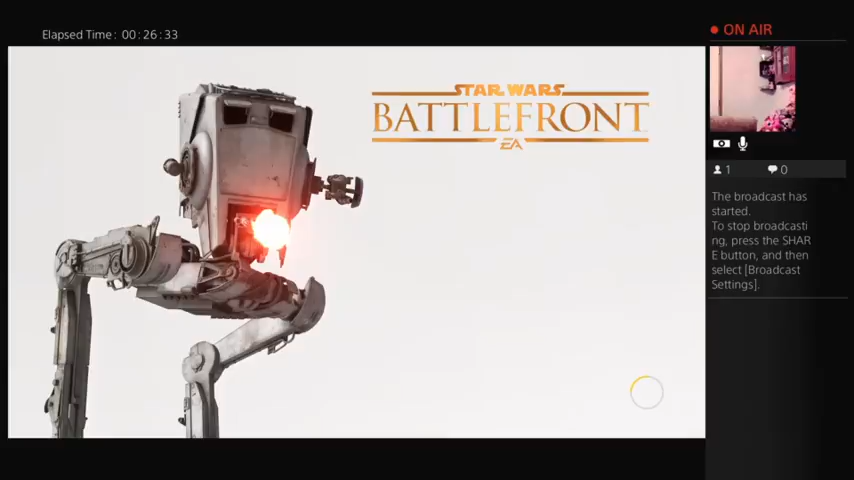 Elapsed Time: 00:26:33
ON AIR
STAR WARS
BATTLEFRONT
EA
1
0
The broadcast has
started.
To stop broadcasti
ng, press the SHAR
E button, and then
select [Broadcast
Settings].